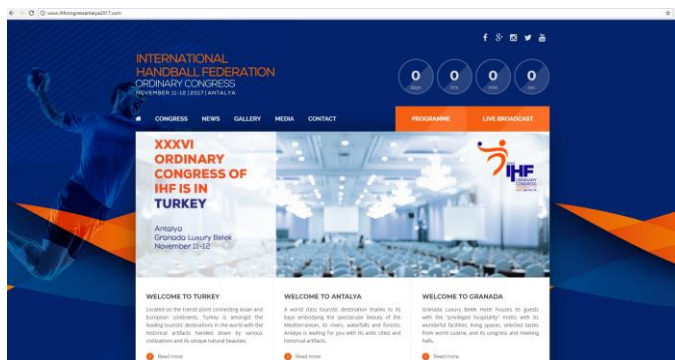 www.ihfcongressantalya2017.com
INTERNATIONAL
HANDBALL FEDERATION
ORDINARY CONGRESS
NOVEMBER 11-12 | 2017 | ANTALYA
0 0 0 0
days hrs min sec
CONGRESS NEWS GALLERY MEDIA CONTACT PROGRAMME LIVE BROADCAST
XXXVI
ORDINARY
CONGRESS OF
IHF IS IN
TURKEY
Antalya
Granada Luxury Belek
November 11-12
XXXVI
IHF
ORDINARY
CONGRESS
WELCOME TO TURKEY
Located on the transit point connecting Asian and
European continents, Turkey is amongst the
leading touristic destinations in the world with the
historical artifacts handed down by various
civilizations and its unique natural beauties.
Read more
WELCOME TO ANTALYA
A world class touristic destination thanks to its
bays embodying the spectacular beauty of the
Mediterranean, its rivers, waterfalls and forests,
Antalya is waiting for you with its antic cities and
historical artifacts.
Read more
WELCOME TO GRANADA
Granada Luxury Belek Hotel houses its guests
with the "privileged hospitality" motto with its
wonderful facilities, living spaces, selected tastes
from world cuisine, and its congress and meeting
halls.
Read more